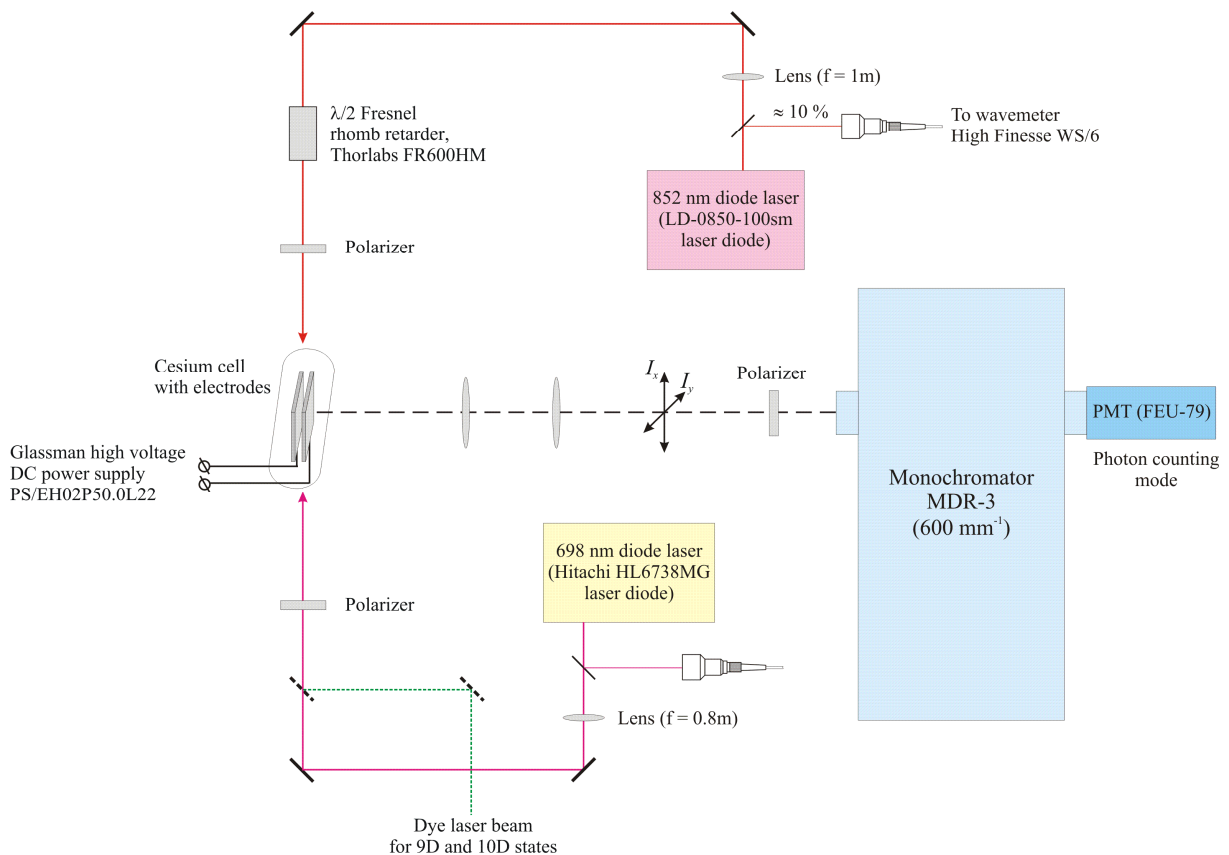 Lens (f = 1m)
≈ 10 %
To wavemeter
High Finesse WS/6
λ/2 Fresnel
rhomb retarder,
Thorlabs FR600HM
852 nm diode laser
(LD-0850-100sm
laser diode)
Polarizer
Cesium cell
with electrodes
Iₓ
I_y
Polarizer
PMT (FEU-79)
Photon counting
mode
Glassman high voltage
DC power supply
PS/EH02P50.0L22
Monochromator
MDR-3
(600 mm⁻¹)
698 nm diode laser
(Hitachi HL6738MG
laser diode)
Polarizer
Lens (f = 0.8m)
Dye laser beam
for 9D and 10D states